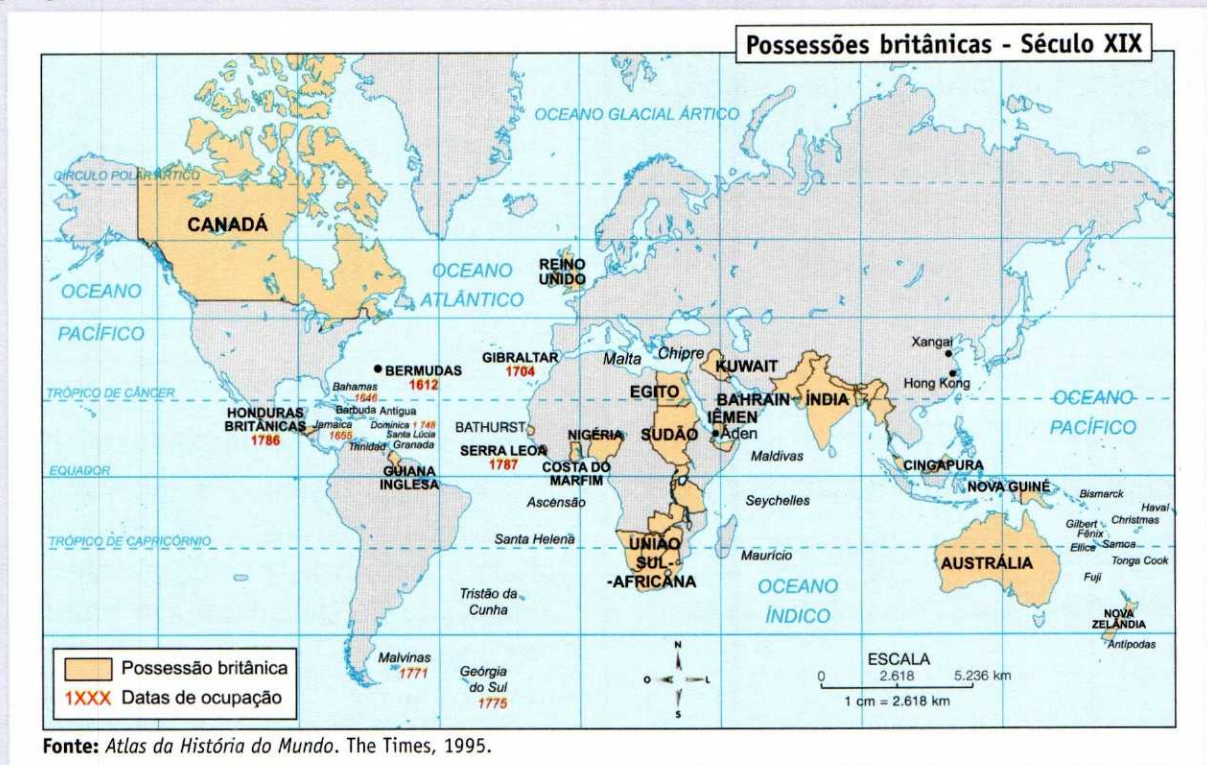 Possessões britânicas - Século XIX
OCEANO GLACIAL ÁRTICO
CÍRCULO POLAR ÁRTICO
CANADÁ
REINO
UNIDO
OCEANO
ATLÂNTICO
OCEANO
PACÍFICO
Xangai
Hong Kong
GIBRALTAR
1704
Malta
Chipre
KUWAIT
BERMUDAS
1612
Bahamas
1646
TRÓPICO DE CÂNCER
EGITO
BAHRAIN
ÍNDIA
OCEANO
PACÍFICO
HONDURAS
BRITÂNICAS
1786
Barbuda
Antigua
Jamaica
1655
Dominica 1 748
Santa Lúcia
Granada
Trinidad
BATHURST
NIGÉRIA
SUDÃO
IÊMEN
Áden
Maldivas
SERRA LEOA
1787
COSTA DO
MARFIM
EQUADOR
GUIANA
INGLESA
CINGAPURA
NOVA GUINÉ
Bismarck
Ascensão
Seychelles
Haval
Christmas
Gilbert
Fênix
Ellice
Samoa
Tonga Cook
Fuji
TRÓPICO DE CAPRICÓRNIO
Santa Helena
UNIÃO
SUL-
-AFRICANA
Maurício
AUSTRÁLIA
OCEANO
ÍNDICO
Tristão da
Cunha
NOVA
ZELÂNDIA
Antípodas
Malvinas
1771
Geórgia
do Sul
1775
N
O
L
S
ESCALA
0 2.618 5.236 km
1 cm = 2.618 km
Possessão britânica
1XXX Datas de ocupação
Fonte: Atlas da História do Mundo. The Times, 1995.